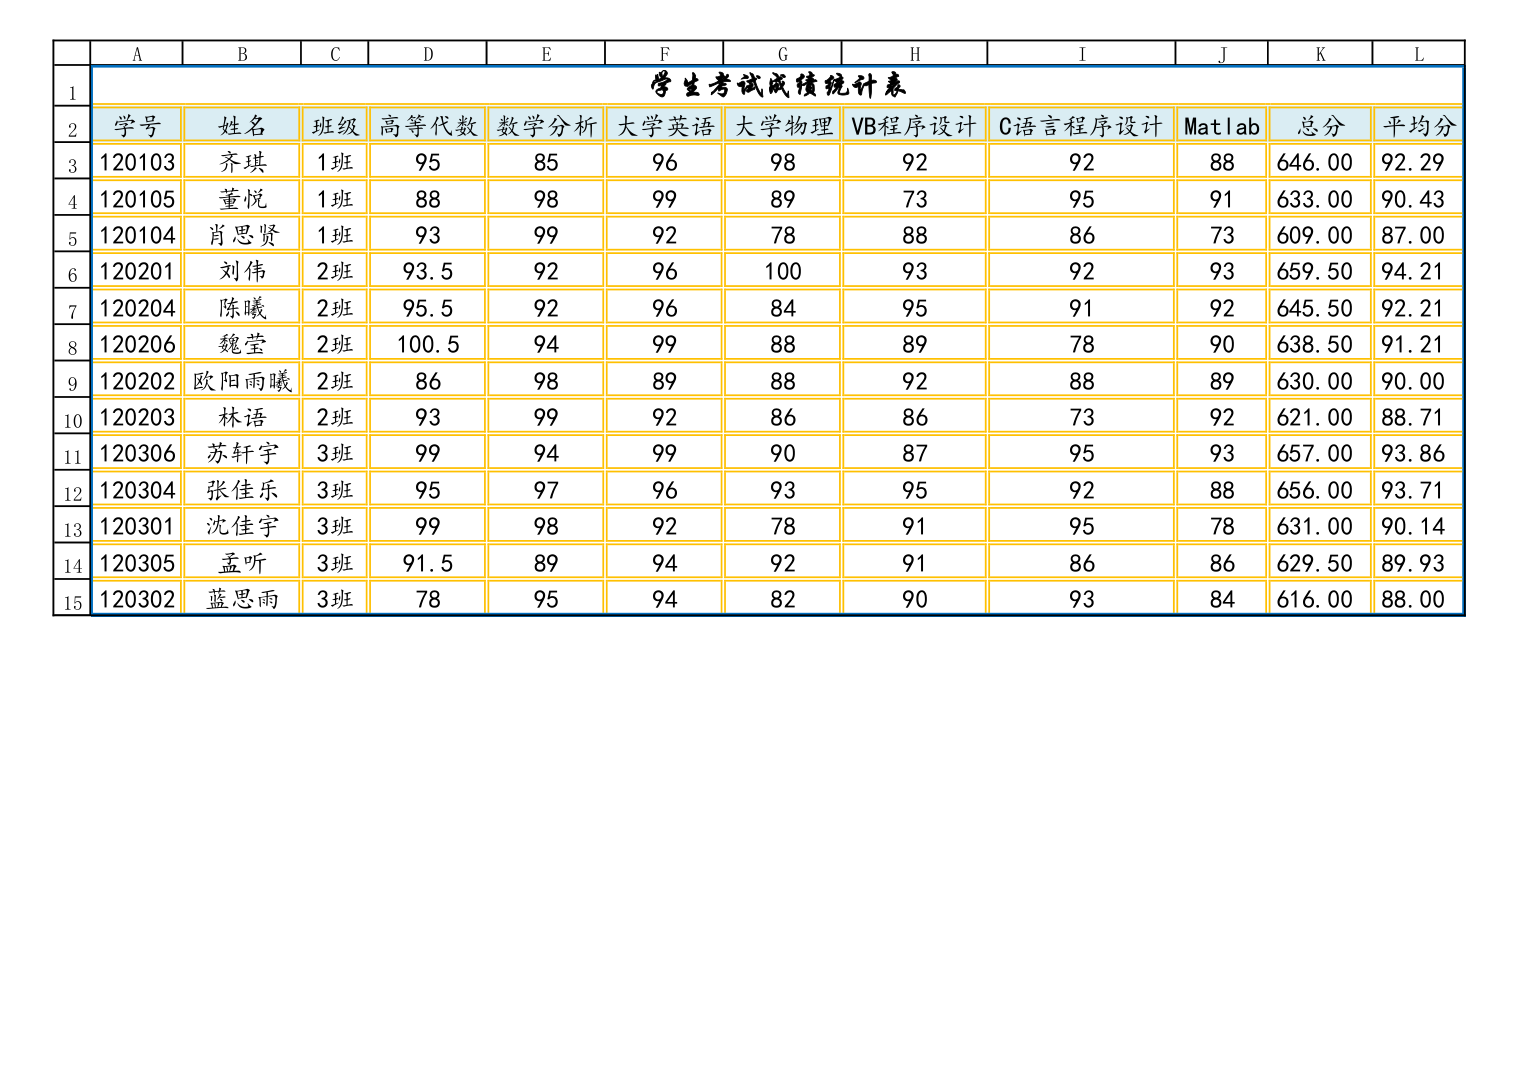 A B C D E F G H I J K L
1 学生考试成绩统计表
2 学号 姓名 班级 高等代数 数学分析 大学英语 大学物理 VB程序设计 C语言程序设计 Matlab 总分 平均分
3 120103 齐琪 1班 95 85 96 98 92 92 88 646.00 92.29
4 120105 董悦 1班 88 98 99 89 73 95 91 633.00 90.43
5 120104 肖思贤 1班 93 99 92 78 88 86 73 609.00 87.00
6 120201 刘伟 2班 93.5 92 96 100 93 92 93 659.50 94.21
7 120204 陈曦 2班 95.5 92 96 84 95 91 92 645.50 92.21
8 120206 魏莹 2班 100.5 94 99 88 89 78 90 638.50 91.21
9 120202 欧阳雨曦 2班 86 98 89 88 92 88 89 630.00 90.00
10 120203 林语 2班 93 99 92 86 86 73 92 621.00 88.71
11 120306 苏轩宇 3班 99 94 99 90 87 95 93 657.00 93.86
12 120304 张佳乐 3班 95 97 96 93 95 92 88 656.00 93.71
13 120301 沈佳宇 3班 99 98 92 78 91 95 78 631.00 90.14
14 120305 孟听 3班 91.5 89 94 92 91 86 86 629.50 89.93
15 120302 蓝思雨 3班 78 95 94 82 90 93 84 616.00 88.00